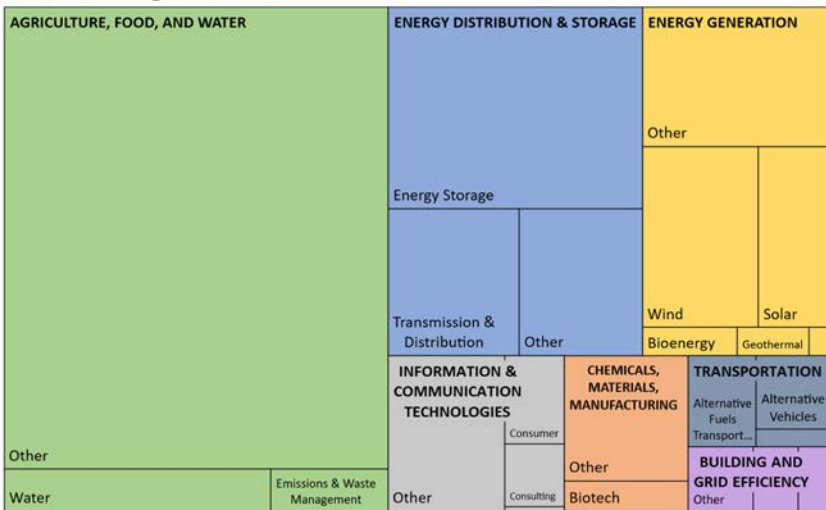 AGRICULTURE, FOOD, AND WATER
Other
Water
Emissions & Waste
Management
ENERGY DISTRIBUTION & STORAGE
Energy Storage
Transmission &
Distribution
Other
ENERGY GENERATION
Other
Wind
Solar
Bioenergy
Geothermal
INFORMATION &
COMMUNICATION
TECHNOLOGIES
Consumer
Other
Consulting
CHEMICALS,
MATERIALS,
MANUFACTURING
Other
Biotech
TRANSPORTATION
Alternative
Fuels
Transport...
Alternative
Vehicles
BUILDING AND
GRID EFFICIENCY
Other